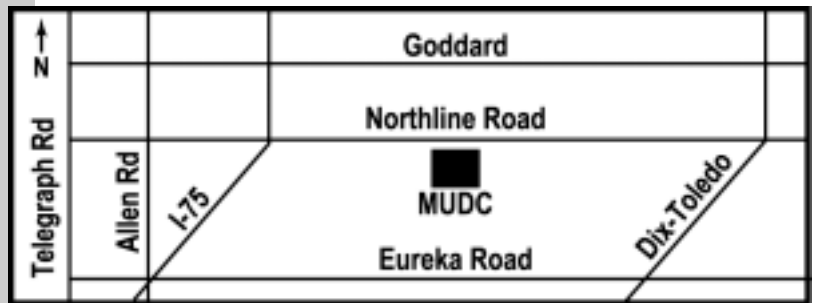 N
Goddard
Northline Road
Telegraph Rd
Allen Rd
I-75
MUDC
Dix-Toledo
Eureka Road